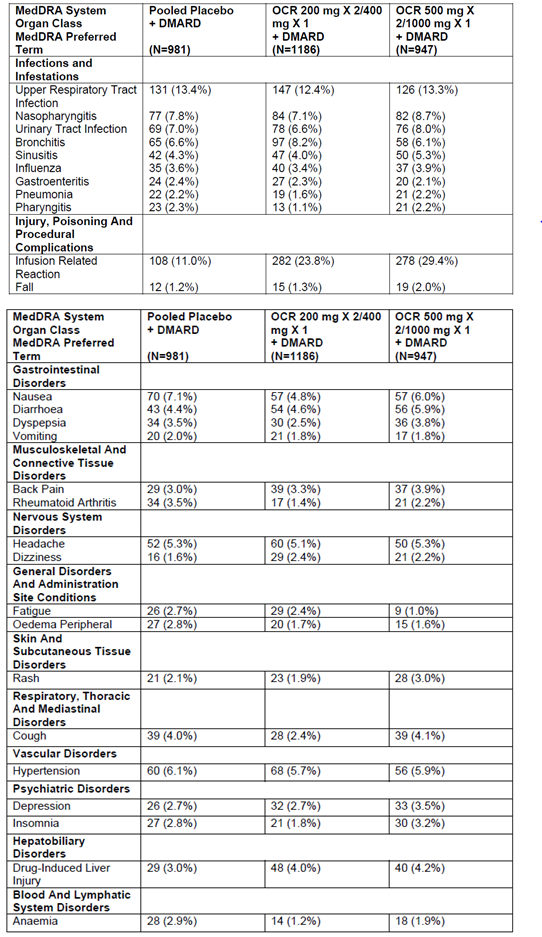 MedDRA System Organ Class MedDRA Preferred Term | Pooled Placebo + DMARD (N=981) | OCR 200 mg X 2/400 mg X 1 + DMARD (N=1186) | OCR 500 mg X 2/1000 mg X 1 + DMARD (N=947)
Infections and Infestations
Upper Respiratory Tract Infection | 131 (13.4%) | 147 (12.4%) | 126 (13.3%)
Nasopharyngitis | 77 (7.8%) | 84 (7.1%) | 82 (8.7%)
Urinary Tract Infection | 69 (7.0%) | 78 (6.6%) | 76 (8.0%)
Bronchitis | 65 (6.6%) | 97 (8.2%) | 58 (6.1%)
Sinusitis | 42 (4.3%) | 47 (4.0%) | 50 (5.3%)
Influenza | 35 (3.6%) | 40 (3.4%) | 37 (3.9%)
Gastroenteritis | 24 (2.4%) | 27 (2.3%) | 20 (2.1%)
Pneumonia | 22 (2.2%) | 19 (1.6%) | 21 (2.2%)
Pharyngitis | 23 (2.3%) | 13 (1.1%) | 21 (2.2%)
Injury, Poisoning And Procedural Complications
Infusion Related Reaction | 108 (11.0%) | 282 (23.8%) | 278 (29.4%)
Fall | 12 (1.2%) | 15 (1.3%) | 19 (2.0%)
MedDRA System Organ Class MedDRA Preferred Term | Pooled Placebo + DMARD (N=981) | OCR 200 mg X 2/400 mg X 1 + DMARD (N=1186) | OCR 500 mg X 2/1000 mg X 1 + DMARD (N=947)
Gastrointestinal Disorders
Nausea | 70 (7.1%) | 57 (4.8%) | 57 (6.0%)
Diarrhoea | 43 (4.4%) | 54 (4.6%) | 56 (5.9%)
Dyspepsia | 34 (3.5%) | 30 (2.5%) | 36 (3.8%)
Vomiting | 20 (2.0%) | 21 (1.8%) | 17 (1.8%)
Musculoskeletal And Connective Tissue Disorders
Back Pain | 29 (3.0%) | 39 (3.3%) | 37 (3.9%)
Rheumatoid Arthritis | 34 (3.5%) | 17 (1.4%) | 21 (2.2%)
Nervous System Disorders
Headache | 52 (5.3%) | 60 (5.1%) | 50 (5.3%)
Dizziness | 16 (1.6%) | 29 (2.4%) | 21 (2.2%)
General Disorders And Administration Site Conditions
Fatigue | 26 (2.7%) | 29 (2.4%) | 9 (1.0%)
Oedema Peripheral | 27 (2.8%) | 20 (1.7%) | 15 (1.6%)
Skin And Subcutaneous Tissue Disorders
Rash | 21 (2.1%) | 23 (1.9%) | 28 (3.0%)
Respiratory, Thoracic And Mediastinal Disorders
Cough | 39 (4.0%) | 28 (2.4%) | 39 (4.1%)
Vascular Disorders
Hypertension | 60 (6.1%) | 68 (5.7%) | 56 (5.9%)
Psychiatric Disorders
Depression | 26 (2.7%) | 32 (2.7%) | 33 (3.5%)
Insomnia | 27 (2.8%) | 21 (1.8%) | 30 (3.2%)
Hepatobiliary Disorders
Drug-Induced Liver Injury | 29 (3.0%) | 48 (4.0%) | 40 (4.2%)
Blood And Lymphatic System Disorders
Anaemia | 28 (2.9%) | 14 (1.2%) | 18 (1.9%)